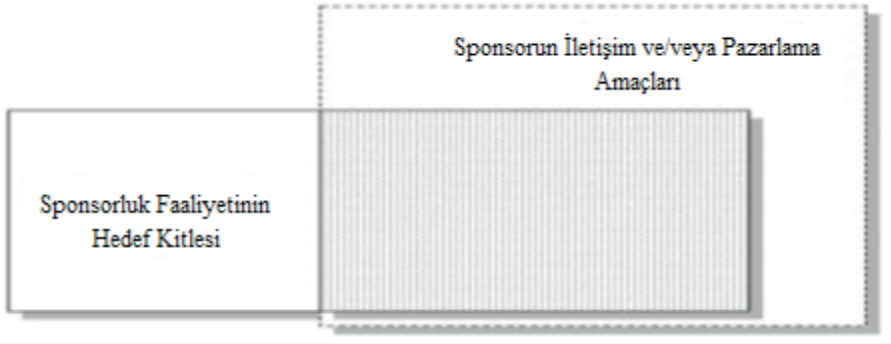 Sponsorun İletişim ve/veya Pazarlama
Amaçları
Sponsorluk Faaliyetinin
Hedef Kitlesi